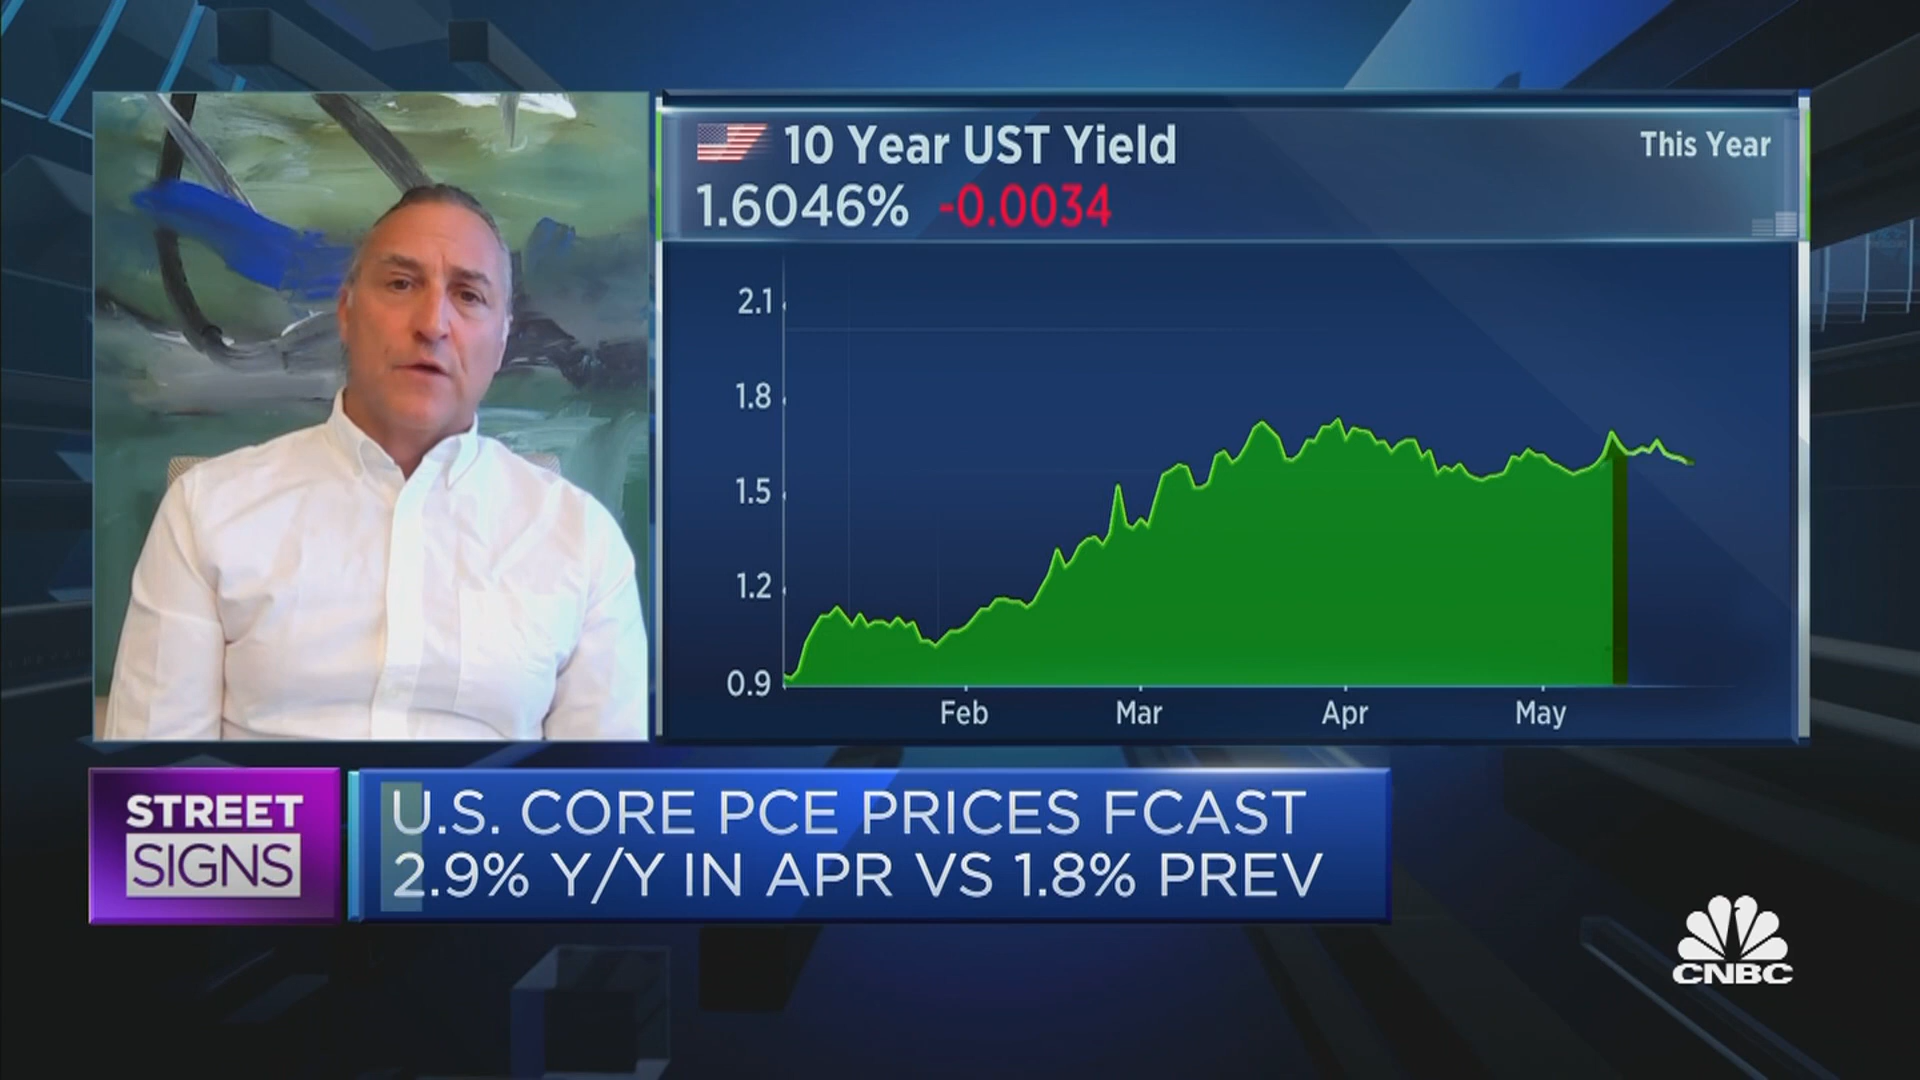 10 Year UST Yield
This Year
1.6046% -0.0034
2.1
1.8
1.5
1.2
0.9
Feb Mar Apr May
STREET
SIGNS
U.S. CORE PCE PRICES FCAST
2.9% Y/Y IN APR VS 1.8% PREV
CNBC